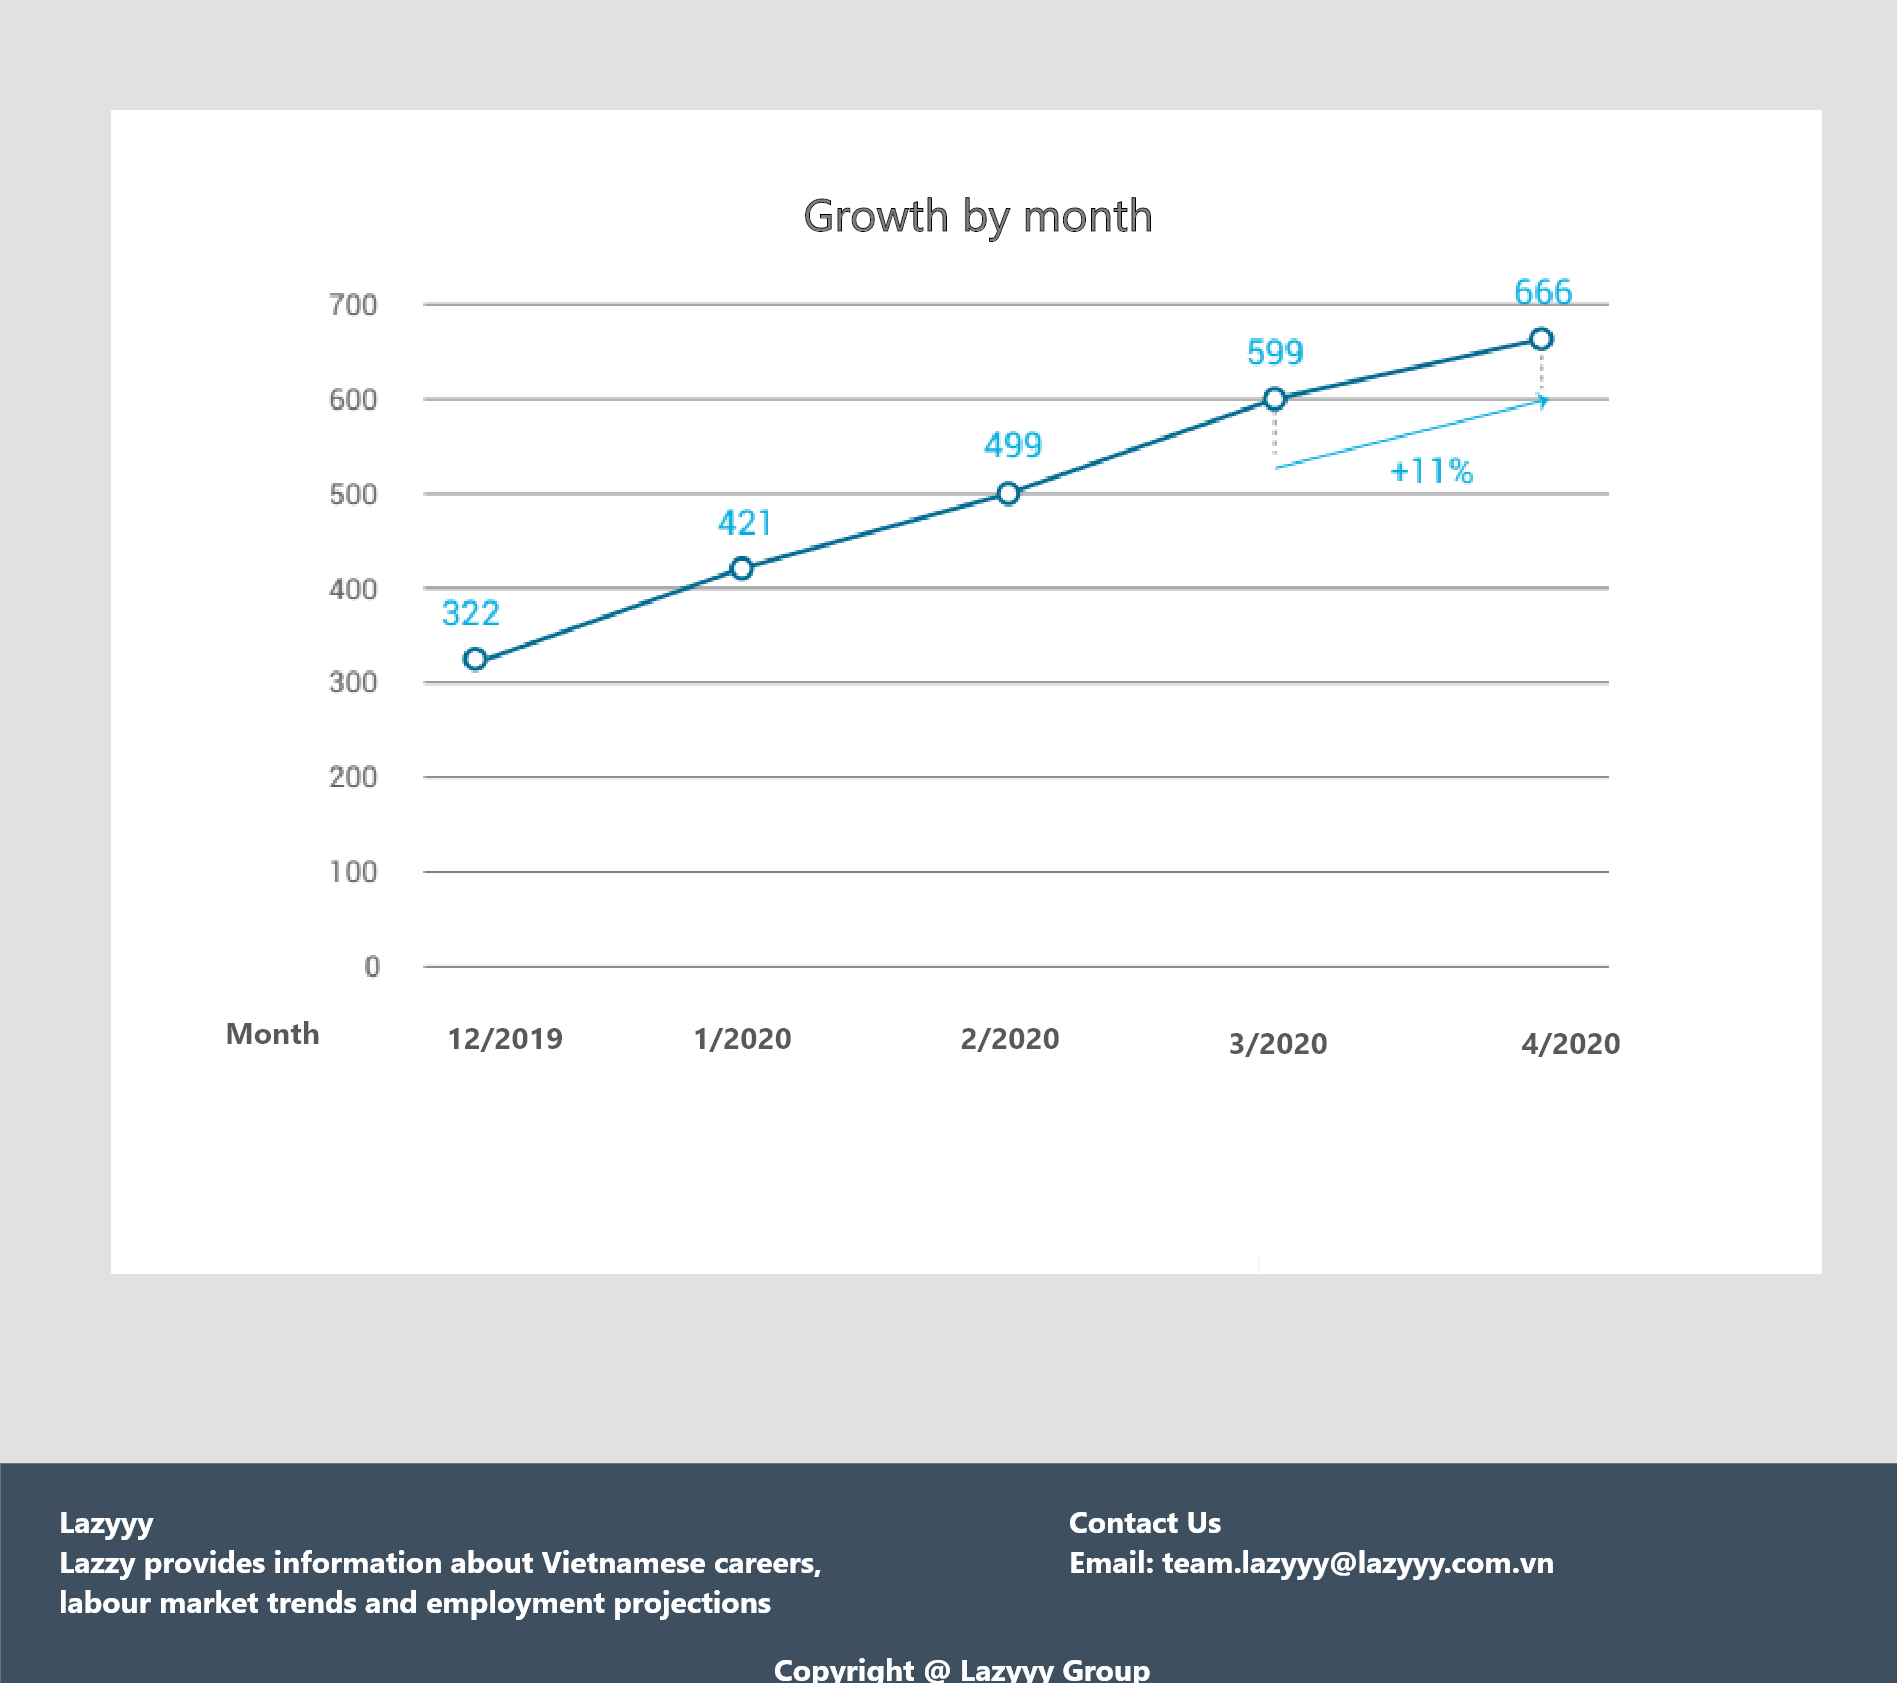 Growth by month
700
666
599
600
+11%
499
500
421
400
322
300
200
100
0
Month 12/2019 1/2020 2/2020 3/2020 4/2020
Lazyyy
Lazzy provides information about Vietnamese careers,
labour market trends and employment projections
Contact Us
Email: team.lazyyy@lazyyy.com.vn
Copyright @ Lazyyy Group